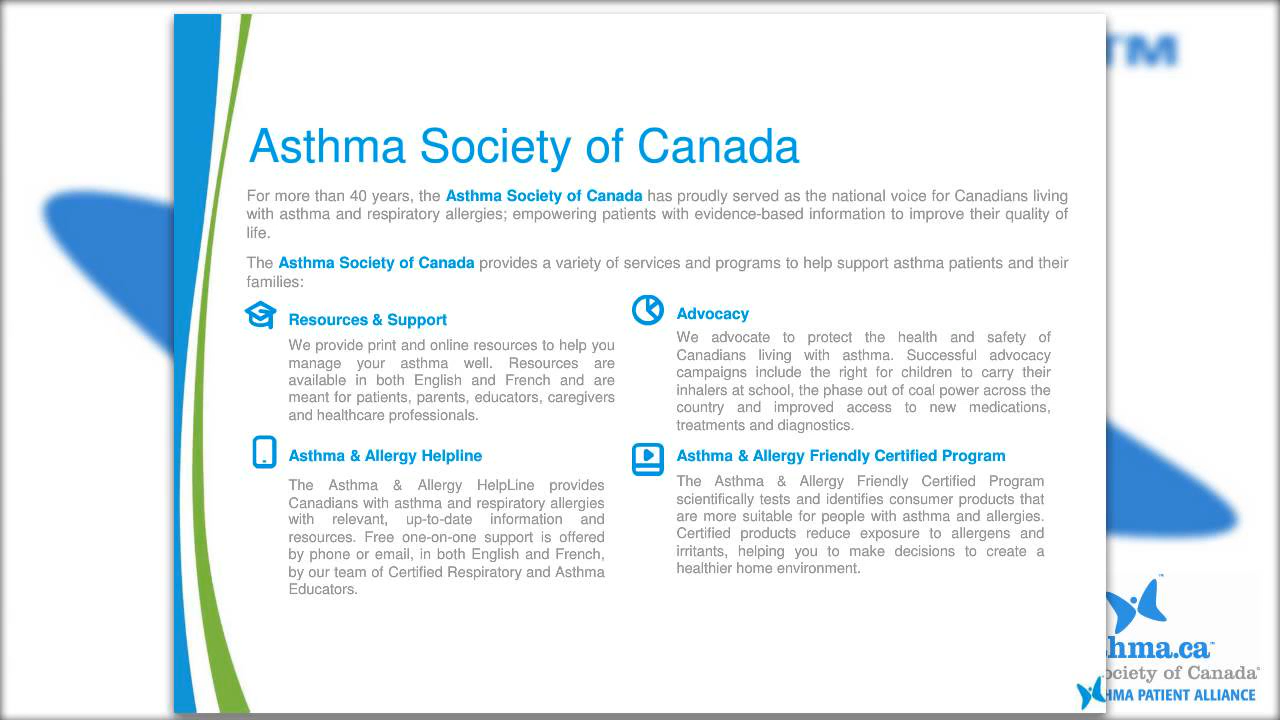 TM
Asthma Society of Canada
For more than 40 years, the Asthma Society of Canada has proudly served as the national voice for Canadians living
with asthma and respiratory allergies; empowering patients with evidence-based information to improve their quality of
life.
The Asthma Society of Canada provides a variety of services and programs to help support asthma patients and their
families:
Resources & Support
We provide print and online resources to help you
manage your asthma well. Resources are
available in both English and French and are
meant for patients, parents, educators, caregivers
and healthcare professionals.
Advocacy
We advocate to protect the health and safety of
Canadians living with asthma. Successful advocacy
campaigns include the right for children to carry their
inhalers at school, the phase out of coal power across the
country and improved access to new medications,
treatments and diagnostics.
Asthma & Allergy Helpline
The Asthma & Allergy HelpLine provides
Canadians with asthma and respiratory allergies
with relevant, up-to-date information and
resources. Free one-on-one support is offered
by phone or email, in both English and French,
by our team of Certified Respiratory and Asthma
Educators.
Asthma & Allergy Friendly Certified Program
The Asthma & Allergy Friendly Certified Program
scientifically tests and identifies consumer products that
are more suitable for people with asthma and allergies.
Certified products reduce exposure to allergens and
irritants, helping you to make decisions to create a
healthier home environment.
™
hma.ca™
ociety of Canada®
HMA PATIENT ALLIANCE